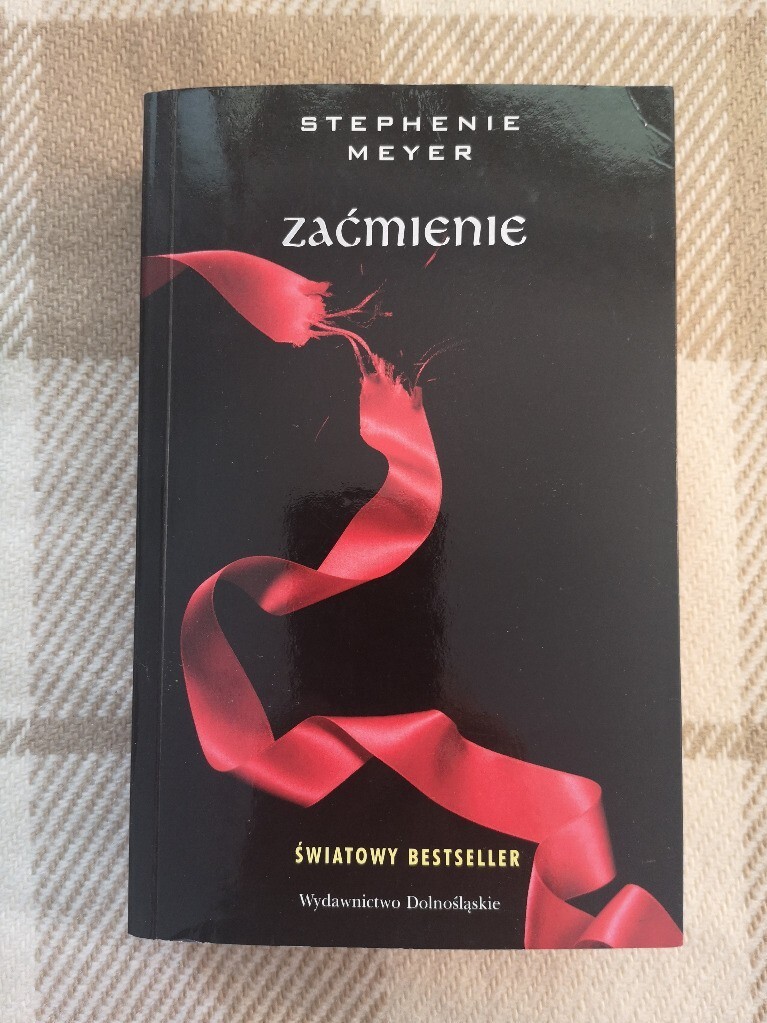 STEPHENIE
MEYER
ZAĆMIENIE
ŚWIATOWY BESTSELLER
Wydawnictwo Dolnośląskie